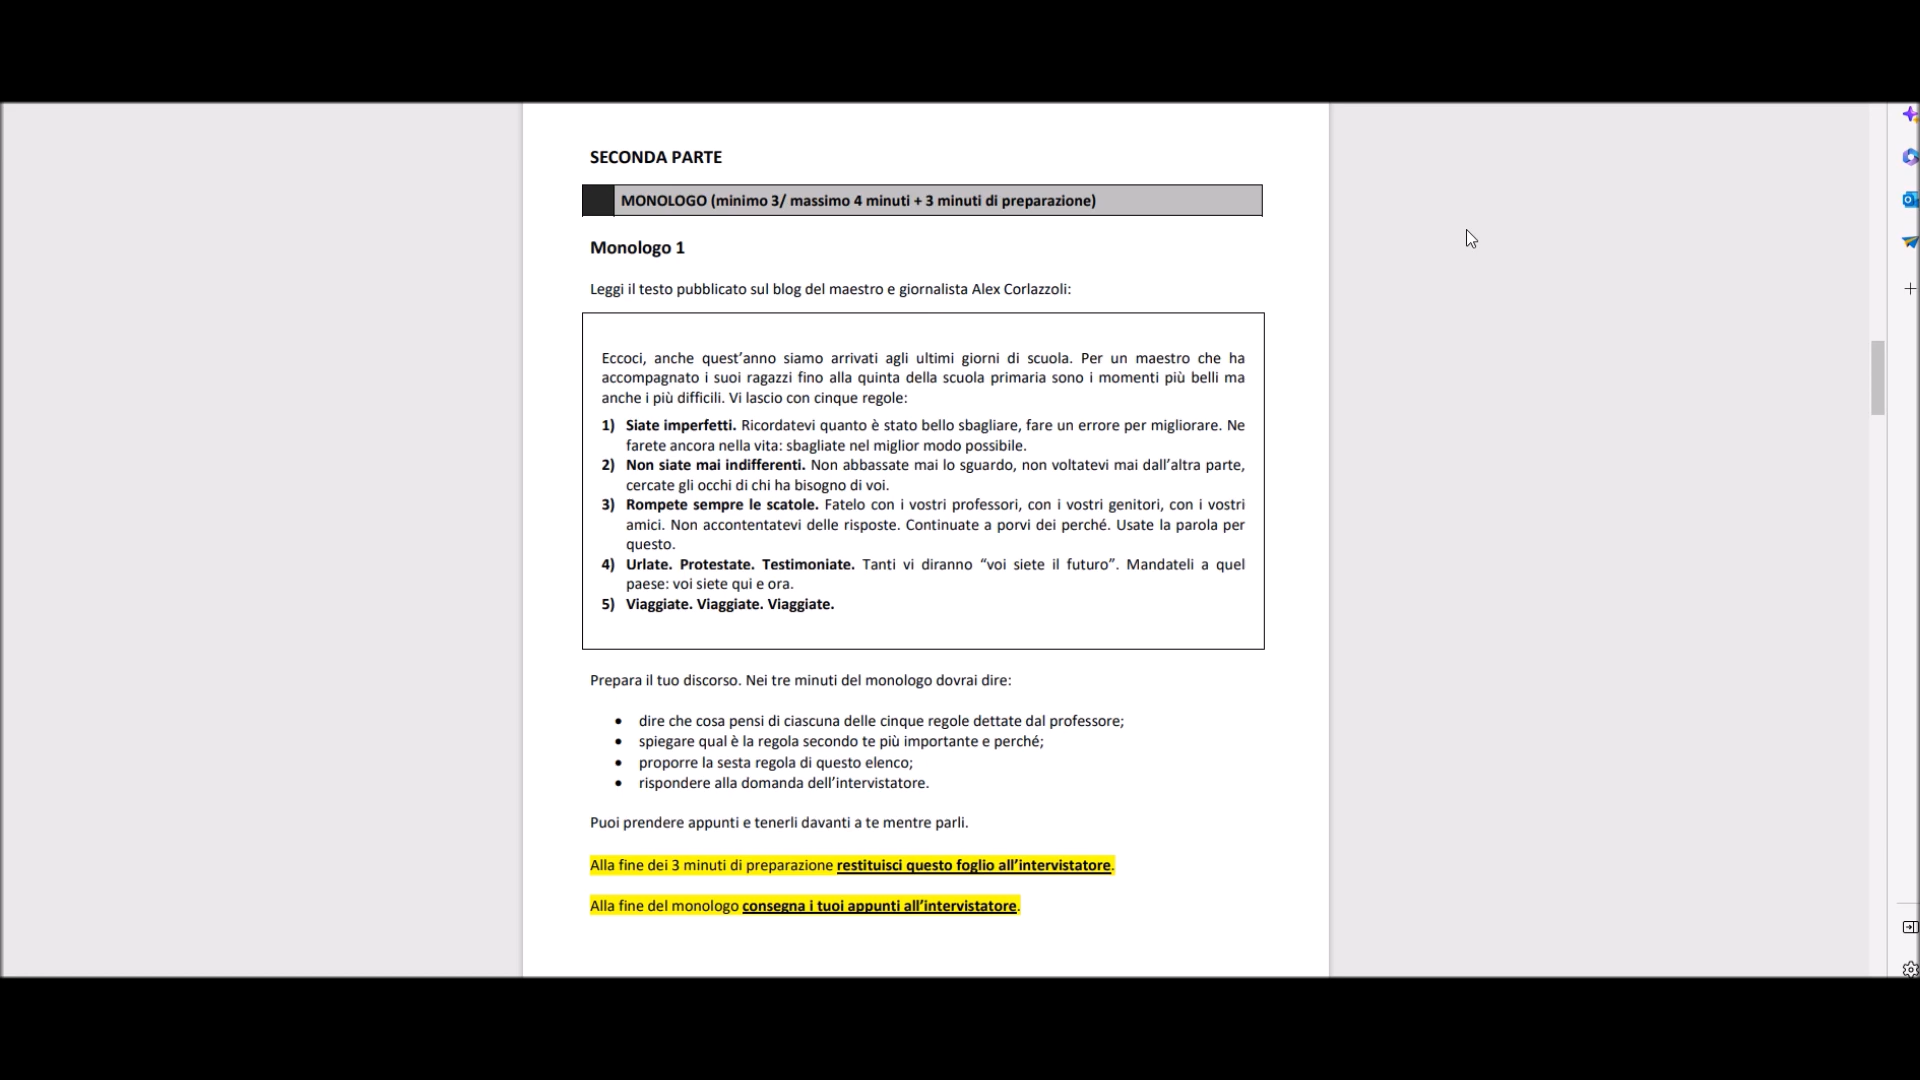 SECONDA PARTE
MONOLOGO (minimo 3/ massimo 4 minuti + 3 minuti di preparazione)
Monologo 1
Leggi il testo pubblicato sul blog del maestro e giornalista Alex Corlazzoli:
Eccoci, anche quest’anno siamo arrivati agli ultimi giorni di scuola. Per un maestro che ha
accompagnato i suoi ragazzi fino alla quinta della scuola primaria sono i momenti più belli ma
anche i più difficili. Vi lascio con cinque regole:
1) Siate imperfetti. Ricordatevi quanto è stato bello sbagliare, fare un errore per migliorare. Ne
farete ancora nella vita: sbagliate nel miglior modo possibile.
2) Non siate mai indifferenti. Non abbassate mai lo sguardo, non voltatevi mai dall’altra parte,
cercate gli occhi di chi ha bisogno di voi.
3) Rompete sempre le scatole. Fatelo con i vostri professori, con i vostri genitori, con i vostri
amici. Non accontentatevi delle risposte. Continuate a porvi dei perché. Usate la parola per
questo.
4) Urlate. Protestate. Testimoniate. Tanti vi diranno “voi siete il futuro”. Mandateli a quel
paese: voi siete qui e ora.
5) Viaggiate. Viaggiate. Viaggiate.
Prepara il tuo discorso. Nei tre minuti del monologo dovrai dire:
• dire che cosa pensi di ciascuna delle cinque regole dettate dal professore;
• spiegare qual è la regola secondo te più importante e perché;
• proporre la sesta regola di questo elenco;
• rispondere alla domanda dell’intervistatore.
Puoi prendere appunti e tenerli davanti a te mentre parli.
Alla fine dei 3 minuti di preparazione restituisci questo foglio all’intervistatore.
Alla fine del monologo consegna i tuoi appunti all’intervistatore.